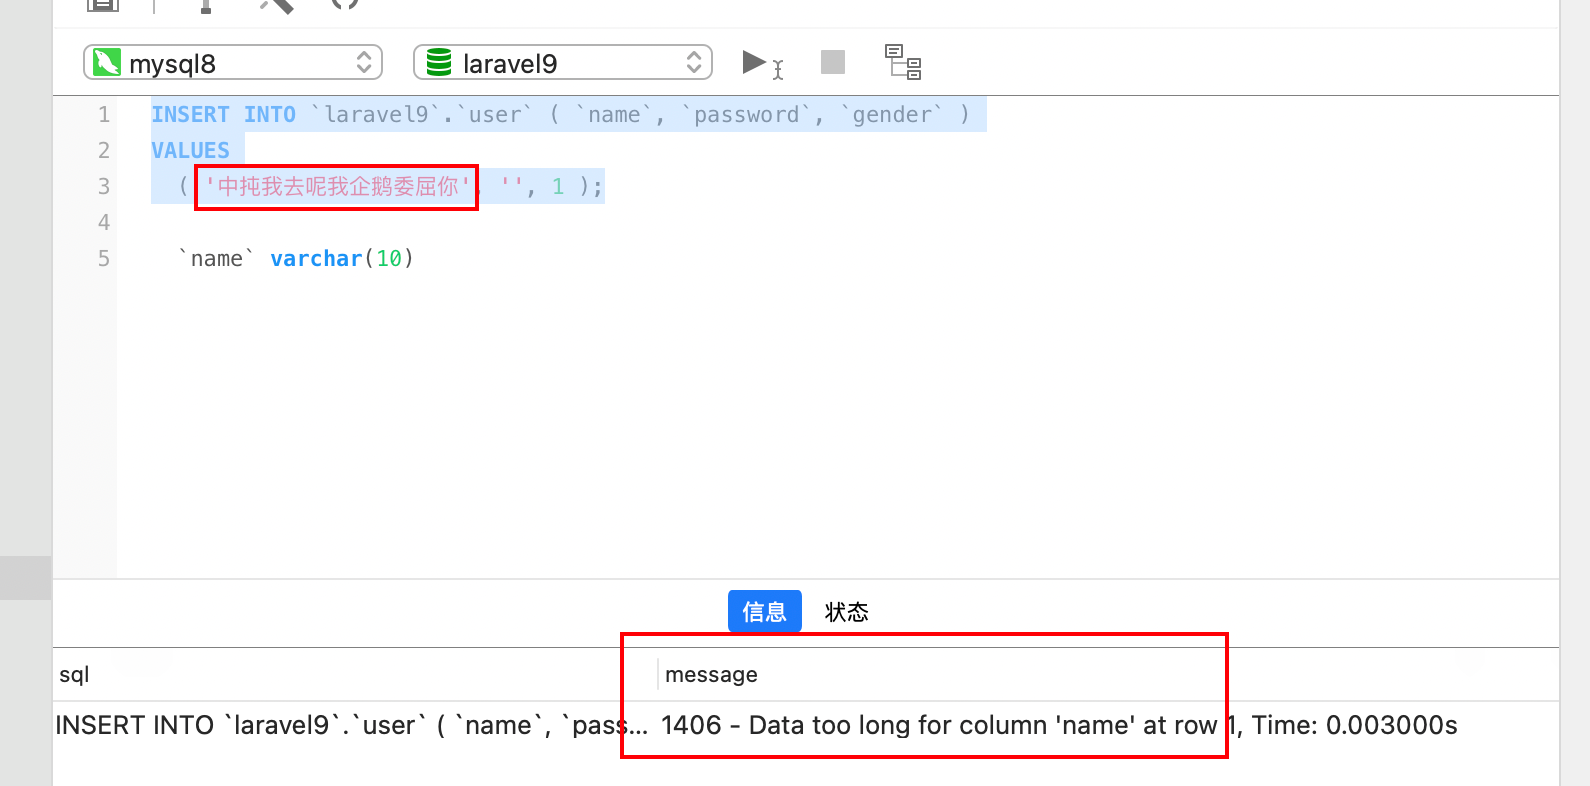 mysql8 laravel9
1 INSERT INTO `laravel9`.`user` ( `name`, `password`, `gender` )
2 VALUES
3 ( '中扽我去呢我企鹅委屈你', '', 1 );
4
5 `name` varchar(10)
信息 状态
sql message
INSERT INTO `laravel9`.`user` ( `name`, `pass... 1406 - Data too long for column 'name' at row 1, Time: 0.003000s